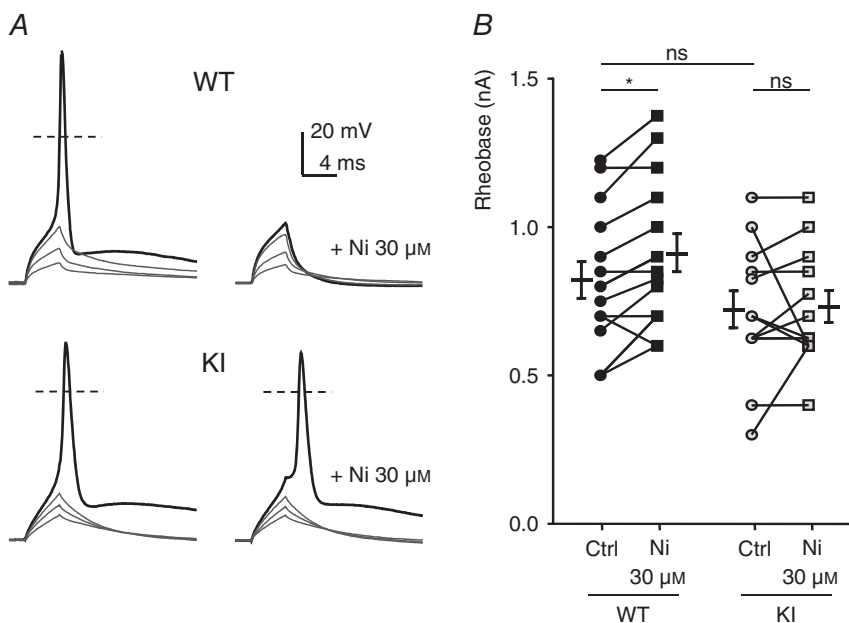 A
WT
20 mV
4 ms
+ Ni 30 µM
KI
+ Ni 30 µM
B
ns
* ns
Rheobase (nA)
1.5
1.0
0.5
0.0
Ctrl Ni Ctrl Ni
30 µM 30 µM
WT KI